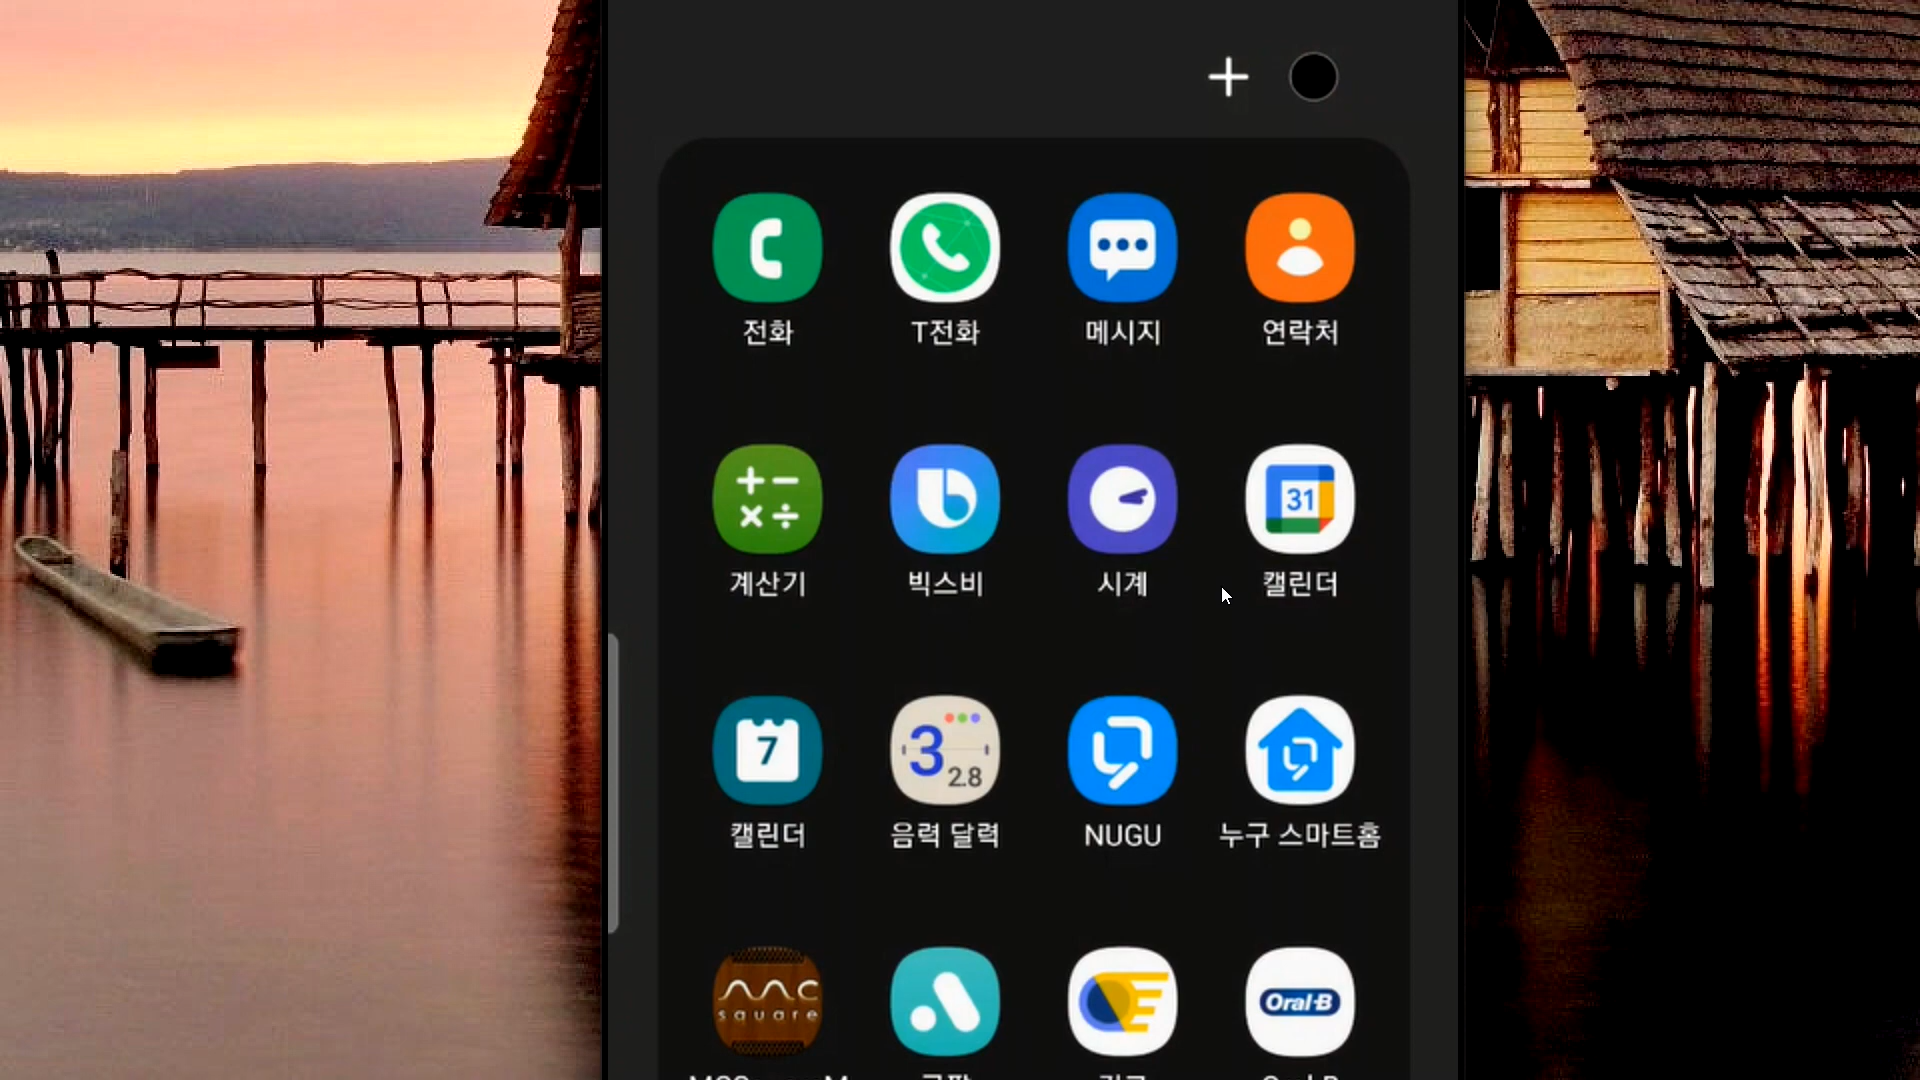 전화
T전화
메시지
연락처
계산기
빅스비
시계
31
캘린더
7
캘린더
3
2.8
음력 달력
NUGU
누구 스마트홈
square
Oral-B